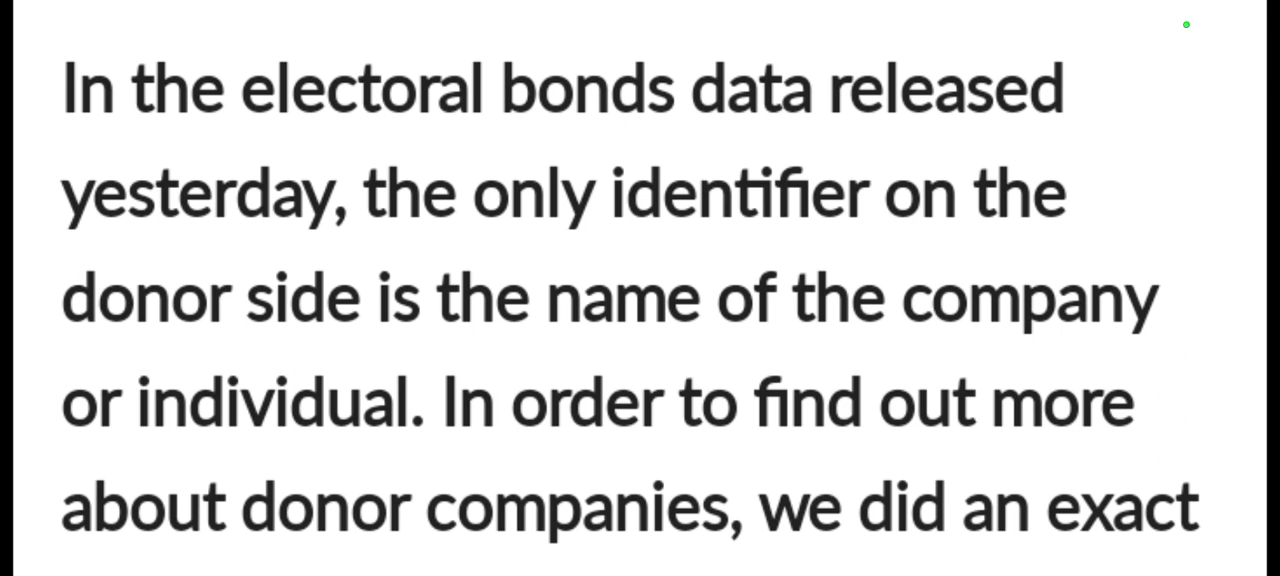 In the electoral bonds data released
yesterday, the only identifier on the
donor side is the name of the company
or individual. In order to find out more
about donor companies, we did an exact